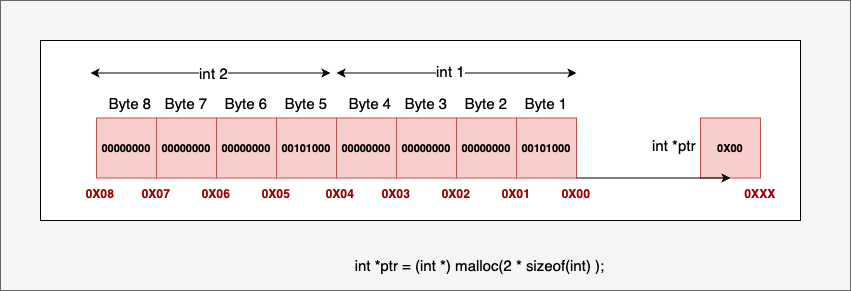 int 2 int 1
Byte 8 Byte 7 Byte 6 Byte 5 Byte 4 Byte 3 Byte 2 Byte 1
00000000 00000000 00000000 00101000 00000000 00000000 00000000 00101000 int *ptr 0X00
0X08 0X07 0X06 0X05 0X04 0X03 0X02 0X01 0X00 0XXX
int *ptr = (int *) malloc(2 * sizeof(int) );